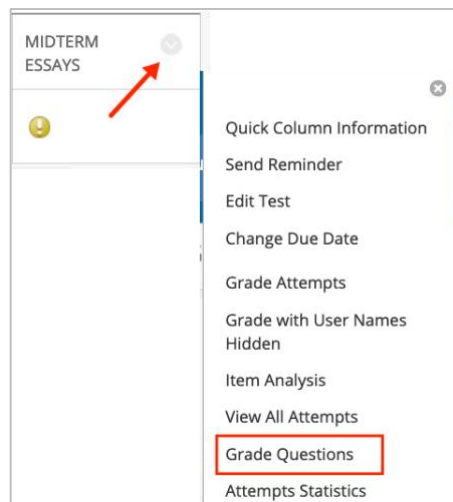 MIDTERM
ESSAYS
Quick Column Information
Send Reminder
Edit Test
Change Due Date
Grade Attempts
Grade with User Names
Hidden
Item Analysis
View All Attempts
Grade Questions
Attempts Statistics